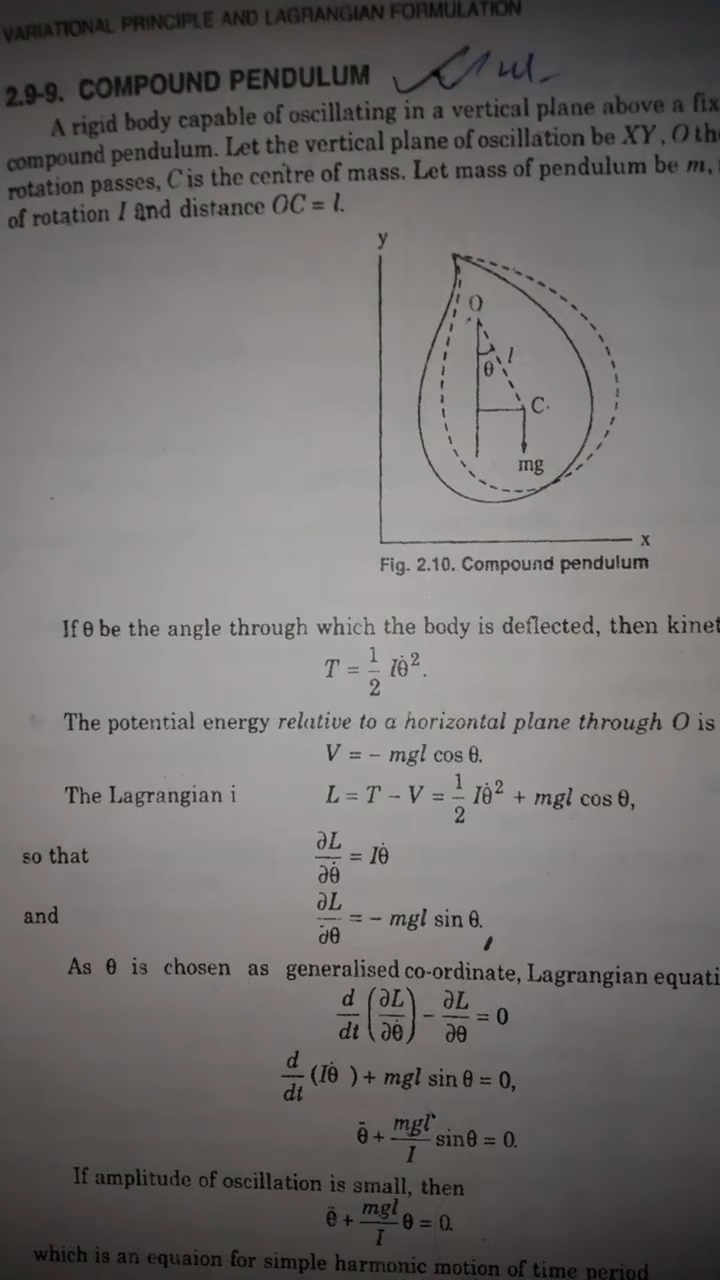 VARIATIONAL PRINCIPLE AND LAGRANGIAN FORMULATION
2.9-9. COMPOUND PENDULUM
A rigid body capable of oscillating in a vertical plane above a fix
compound pendulum. Let the vertical plane of oscillation be XY, O th
rotation passes, C is the centre of mass. Let mass of pendulum be m,
of rotation I and distance OC = l.
y
O
l
θ
C
mg
x
Fig. 2.10. Compound pendulum
If θ be the angle through which the body is deflected, then kinet
T = 1/2 Iθ̇².
The potential energy relative to a horizontal plane through O is
V = – mgl cos θ.
The Lagrangian i L = T – V = 1/2 Iθ̇² + mgl cos θ,
so that ∂L/∂θ̇ = Iθ̇
and ∂L/∂θ = – mgl sin θ.
As θ is chosen as generalised co-ordinate, Lagrangian equati
d/dt (∂L/∂θ̇) – ∂L/∂θ = 0
d/dt (Iθ̇ ) + mgl sin θ = 0,
θ̈ + mgl/I sinθ = 0.
If amplitude of oscillation is small, then
θ̈ + mgl/I θ = 0.
which is an equaion for simple harmonic motion of time period